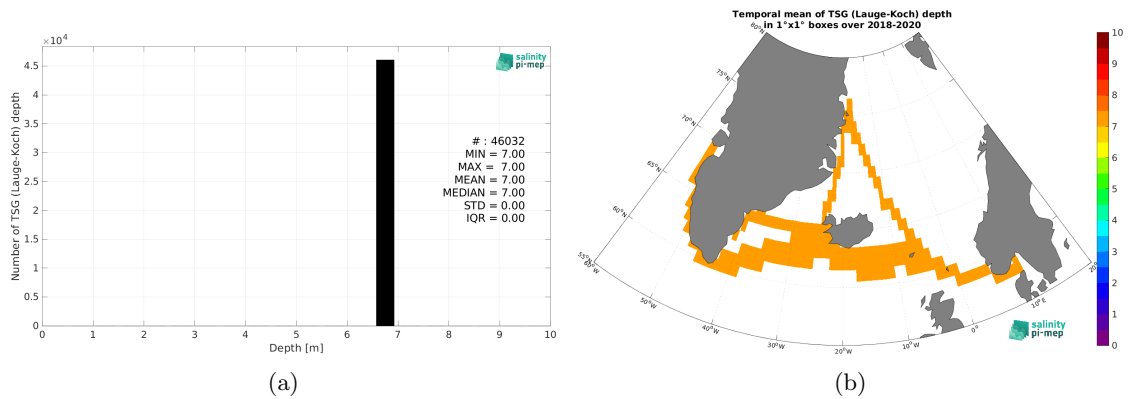 ×10⁴
4.5
4
3.5
3
2.5
2
1.5
1
0.5
0
Number of TSG (Lauge-Koch) depth
salinity
pi-mep
# : 46032
MIN = 7.00
MAX = 7.00
MEAN = 7.00
MEDIAN = 7.00
STD = 0.00
IQR = 0.00
0 1 2 3 4 5 6 7 8 9 10
Depth [m]
(a)
Temporal mean of TSG (Lauge-Koch) depth
in 1°x1° boxes over 2018-2020
80°N
75°N
70°N
65°N
60°N
55°N
60°W
50°W
40°W
30°W
20°W
10°W
0°
10°E
20°
salinity
pi-mep
10
9
8
7
6
5
4
3
2
1
0
(b)